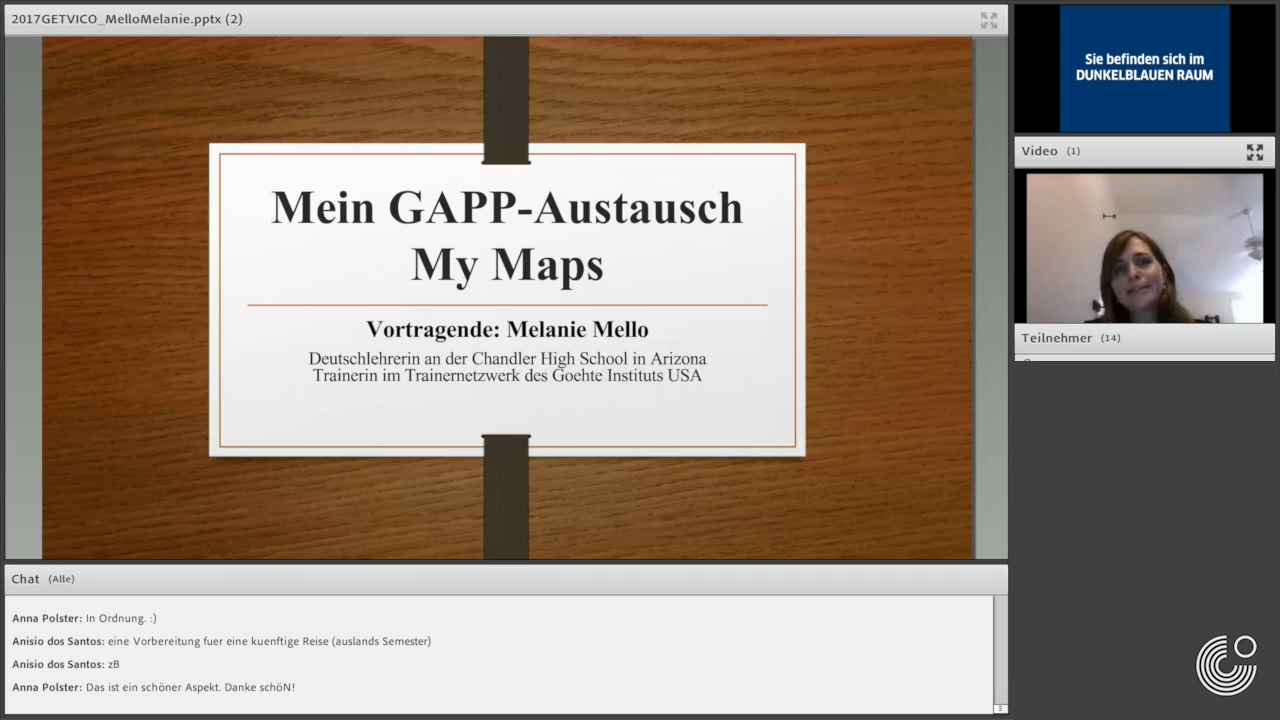 2017GETVICO_MelloMelanie.pptx (2)
Mein GAPP-Austausch
My Maps
Vortragende: Melanie Mello
Deutschlehrerin an der Chandler High School in Arizona
Trainerin im Trainernetzwerk des Goehte Instituts USA
Sie befinden sich im
DUNKELBLAUEN RAUM
Video (1)
Teilnehmer (14)
Chat (Alle)
Anna Polster: In Ordnung. :)
Anisio dos Santos: eine Vorbereitung fuer eine kuenftige Reise (auslands Semester)
Anisio dos Santos: zB
Anna Polster: Das ist ein schöner Aspekt. Danke schöN!